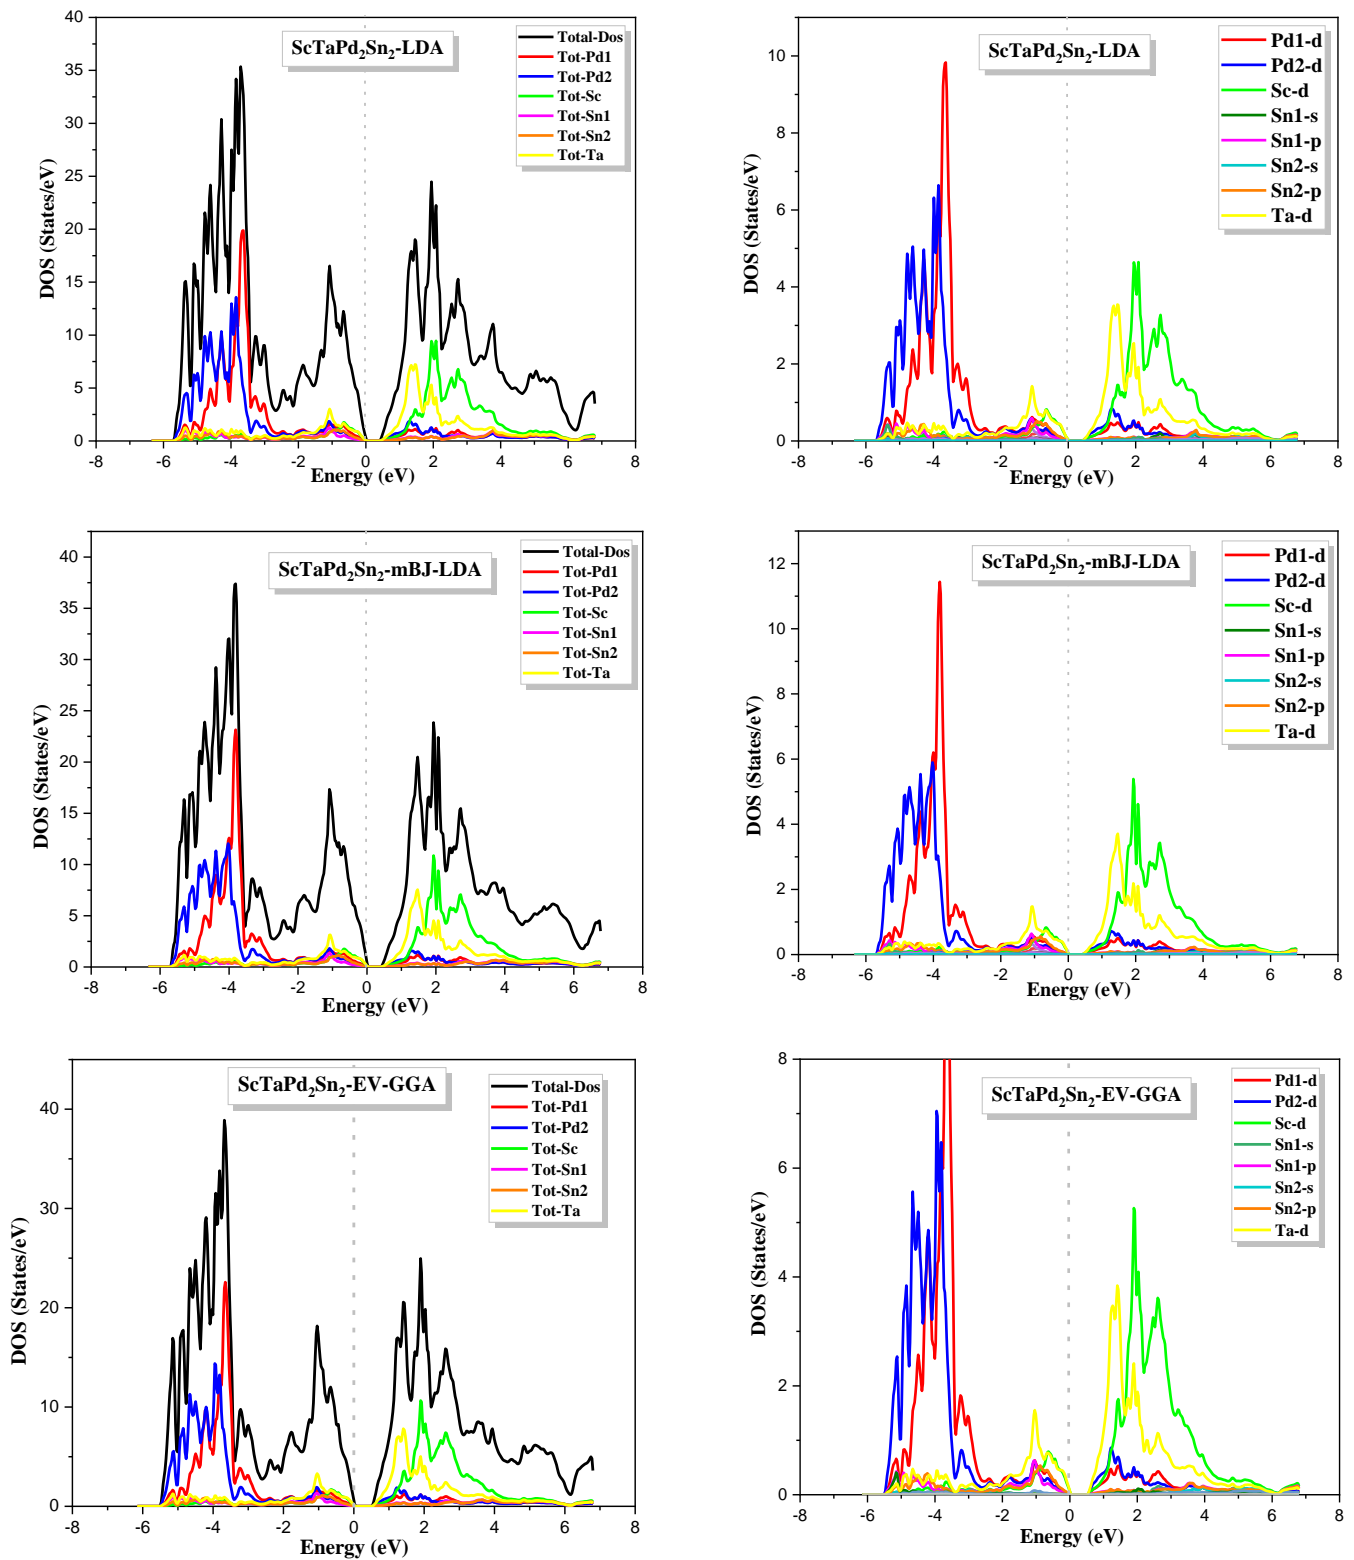 ScTaPd₂Sn₂-LDA
Total-Dos
Tot-Pd1
Tot-Pd2
Tot-Sc
Tot-Sn1
Tot-Sn2
Tot-Ta
40
35
30
25
20
15
10
5
0
DOS (States/eV)
-8
-6
-4
-2
0
2
4
6
8
Energy (eV)
ScTaPd₂Sn₂-LDA
Pd1-d
Pd2-d
Sc-d
Sn1-s
Sn1-p
Sn2-s
Sn2-p
Ta-d
10
8
6
4
2
0
DOS (States/eV)
-8
-6
-4
-2
0
2
4
6
8
Energy (eV)
ScTaPd₂Sn₂-mBJ-LDA
Total-Dos
Tot-Pd1
Tot-Pd2
Tot-Sc
Tot-Sn1
Tot-Sn2
Tot-Ta
40
35
30
25
20
15
10
5
0
DOS (States/eV)
-8
-6
-4
-2
0
2
4
6
8
Energy (eV)
ScTaPd₂Sn₂-mBJ-LDA
Pd1-d
Pd2-d
Sc-d
Sn1-s
Sn1-p
Sn2-s
Sn2-p
Ta-d
12
10
8
6
4
2
0
DOS (States/eV)
-8
-6
-4
-2
0
2
4
6
8
Energy (eV)
ScTaPd₂Sn₂-EV-GGA
Total-Dos
Tot-Pd1
Tot-Pd2
Tot-Sc
Tot-Sn1
Tot-Sn2
Tot-Ta
40
30
20
10
0
DOS (States/eV)
-8
-6
-4
-2
0
2
4
6
8
Energy (eV)
ScTaPd₂Sn₂-EV-GGA
Pd1-d
Pd2-d
Sc-d
Sn1-s
Sn1-p
Sn2-s
Sn2-p
Ta-d
8
6
4
2
0
DOS (States/eV)
-8
-6
-4
-2
0
2
4
6
8
Energy (eV)